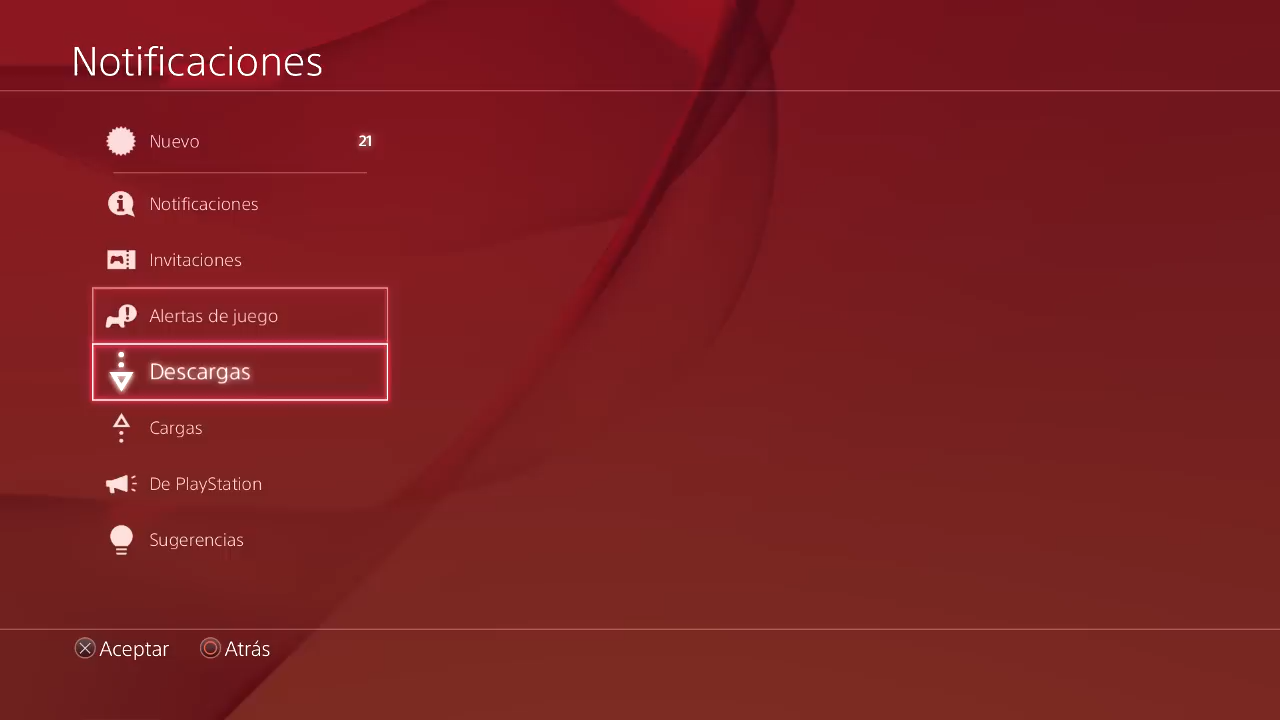 Notificaciones
Nuevo 21
Notificaciones
Invitaciones
Alertas de juego
Descargas
Cargas
De PlayStation
Sugerencias
Aceptar Atrás